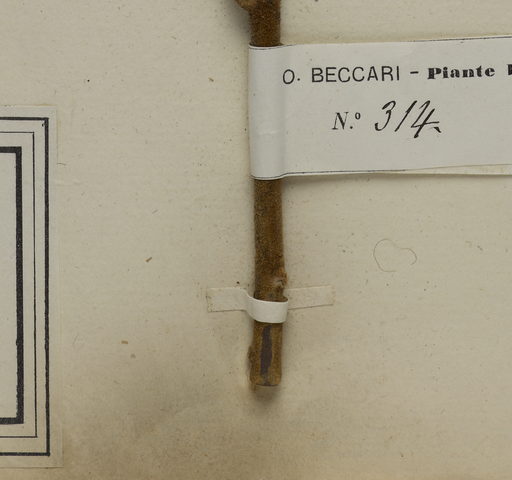 O. BECCARI – Piante
N.º 314.